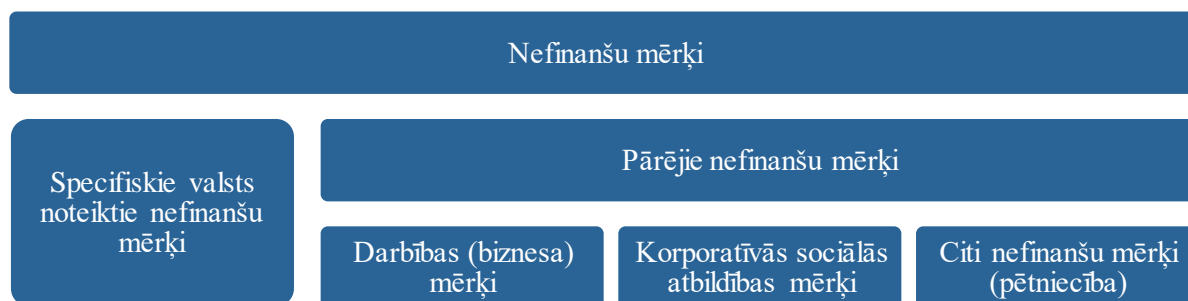 Nefinanšu mērķi
Specifiskie valsts
noteiktie nefinanšu
mērķi
Pārējie nefinanšu mērķi
Darbības (biznesa)
mērķi
Korporatīvās sociālās
atbildības mērķi
Citi nefinanšu mērķi
(pētniecība)